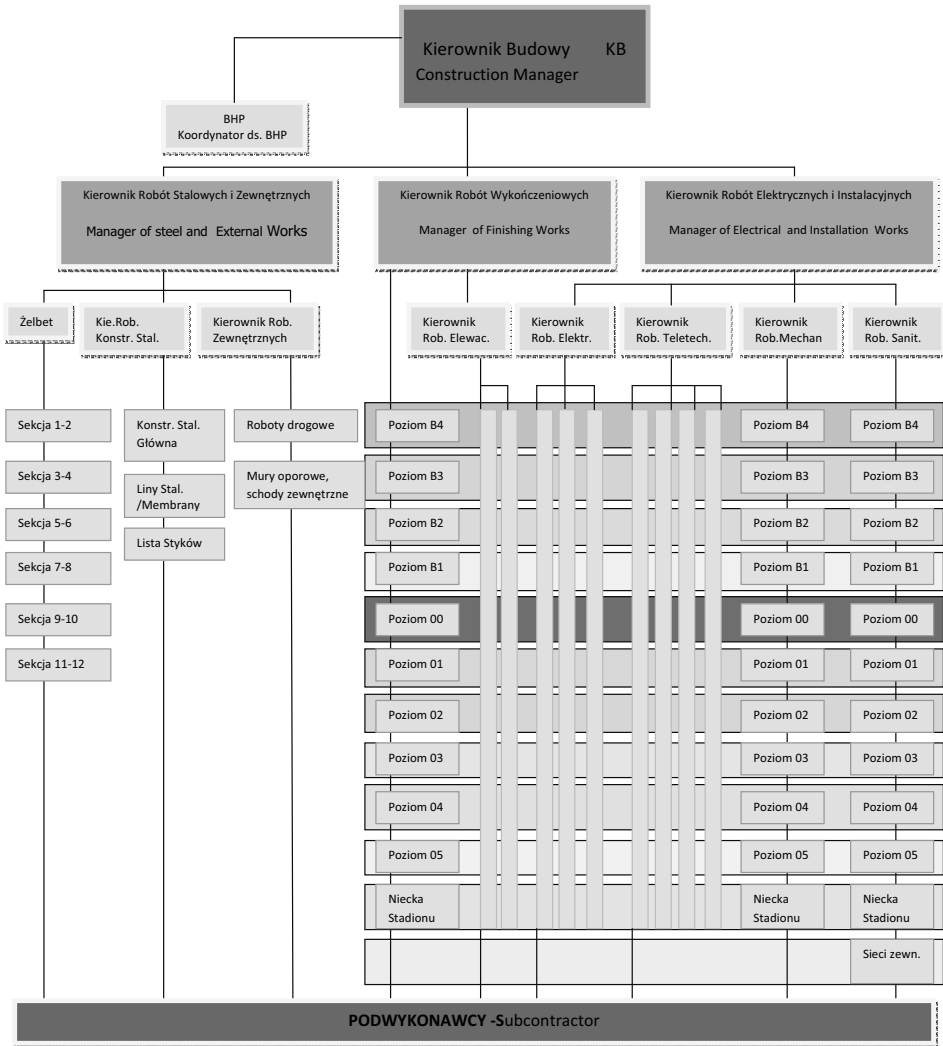 Kierownik Budowy KB
Construction Manager
BHP
Koordynator ds. BHP
Kierownik Robót Stalowych i Zewnętrznych
Manager of steel and External Works
Kierownik Robót Wykończeniowych
Manager of Finishing Works
Kierownik Robót Elektrycznych i Instalacyjnych
Manager of Electrical and Installation Works
Żelbet
Kie.Rob.
Konstr. Stal.
Kierownik Rob.
Zewnętrznych
Kierownik
Rob. Elewac.
Kierownik
Rob. Elektr.
Kierownik
Rob. Teletech.
Kierownik
Rob.Mechan
Kierownik
Rob. Sanit.
Sekcja 1-2
Sekcja 3-4
Sekcja 5-6
Sekcja 7-8
Sekcja 9-10
Sekcja 11-12
Konstr. Stal.
Główna
Liny Stal.
/Membrany
Lista Styków
Roboty drogowe
Mury oporowe,
schody zewnętrzne
Poziom B4
Poziom B3
Poziom B2
Poziom B1
Poziom 00
Poziom 01
Poziom 02
Poziom 03
Poziom 04
Poziom 05
Niecka
Stadionu
Poziom B4
Poziom B3
Poziom B2
Poziom B1
Poziom 00
Poziom 01
Poziom 02
Poziom 03
Poziom 04
Poziom 05
Niecka
Stadionu
Poziom B4
Poziom B3
Poziom B2
Poziom B1
Poziom 00
Poziom 01
Poziom 02
Poziom 03
Poziom 04
Poziom 05
Niecka
Stadionu
Sieci zewn.
PODWYKONAWCY -Subcontractor